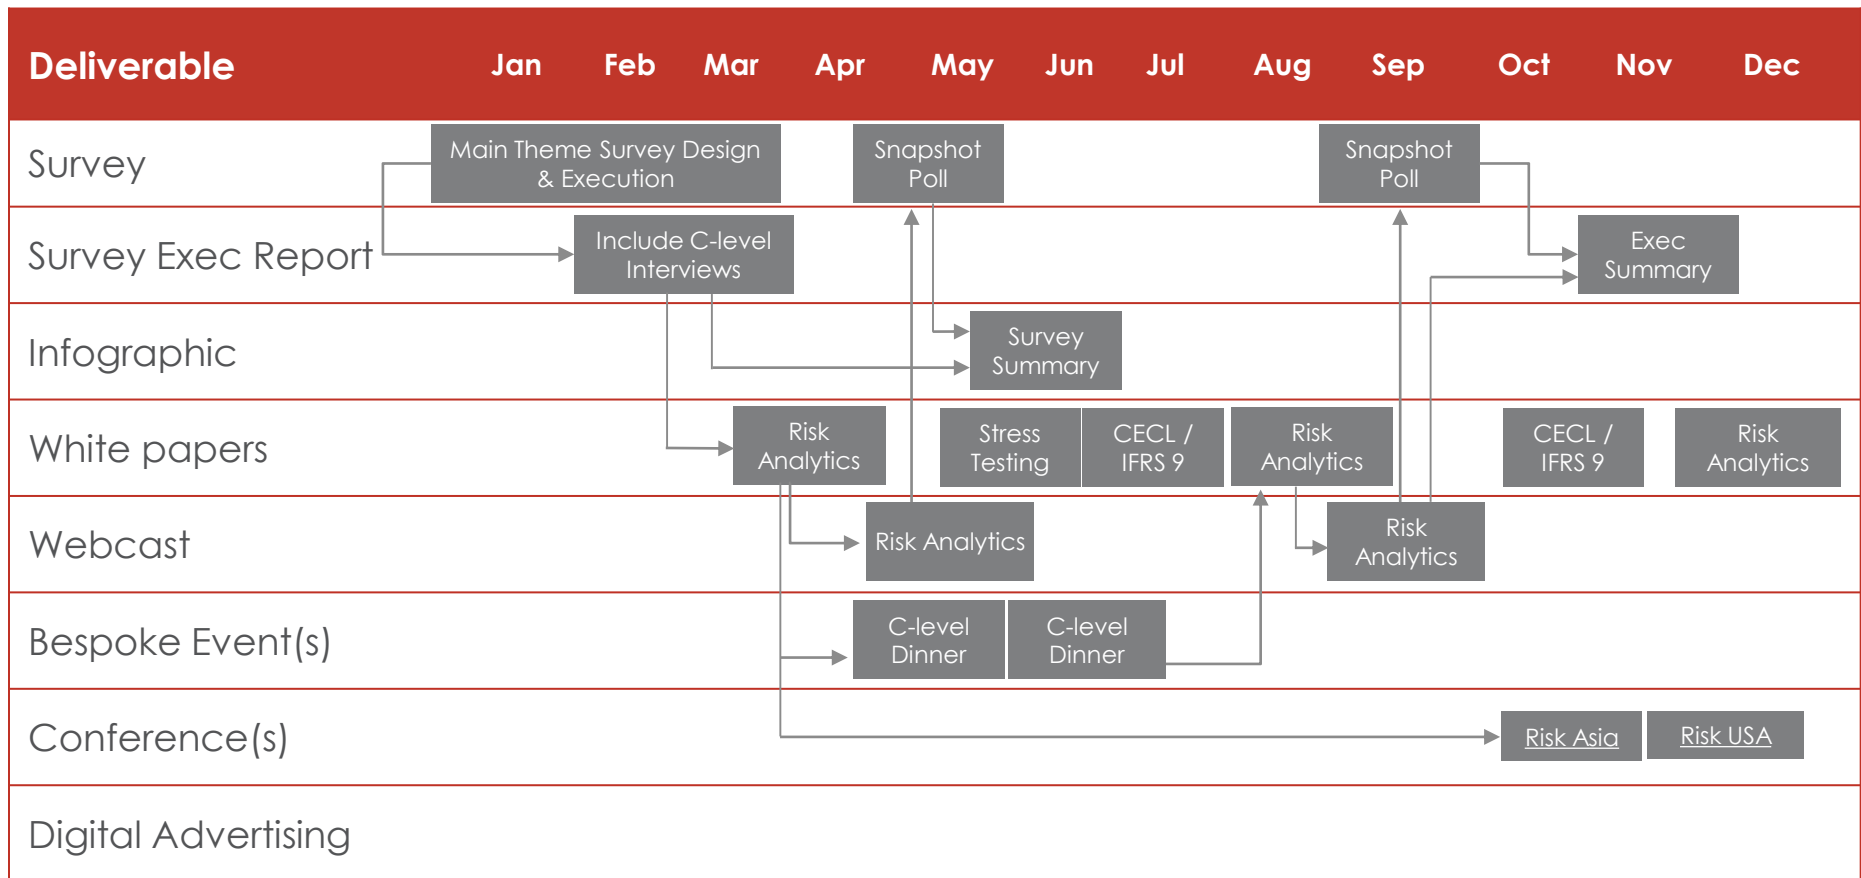 Deliverable Jan Feb Mar Apr May Jun Jul Aug Sep Oct Nov Dec
Survey
Main Theme Survey Design
& Execution
Snapshot
Poll
Snapshot
Poll
Survey Exec Report
Include C-level
Interviews
Exec
Summary
Infographic
Survey
Summary
White papers
Risk
Analytics
Stress
Testing
CECL /
IFRS 9
Risk
Analytics
CECL /
IFRS 9
Risk
Analytics
Webcast
Risk Analytics
Risk
Analytics
Bespoke Event(s)
C-level
Dinner
C-level
Dinner
Conference(s)
Risk Asia
Risk USA
Digital Advertising